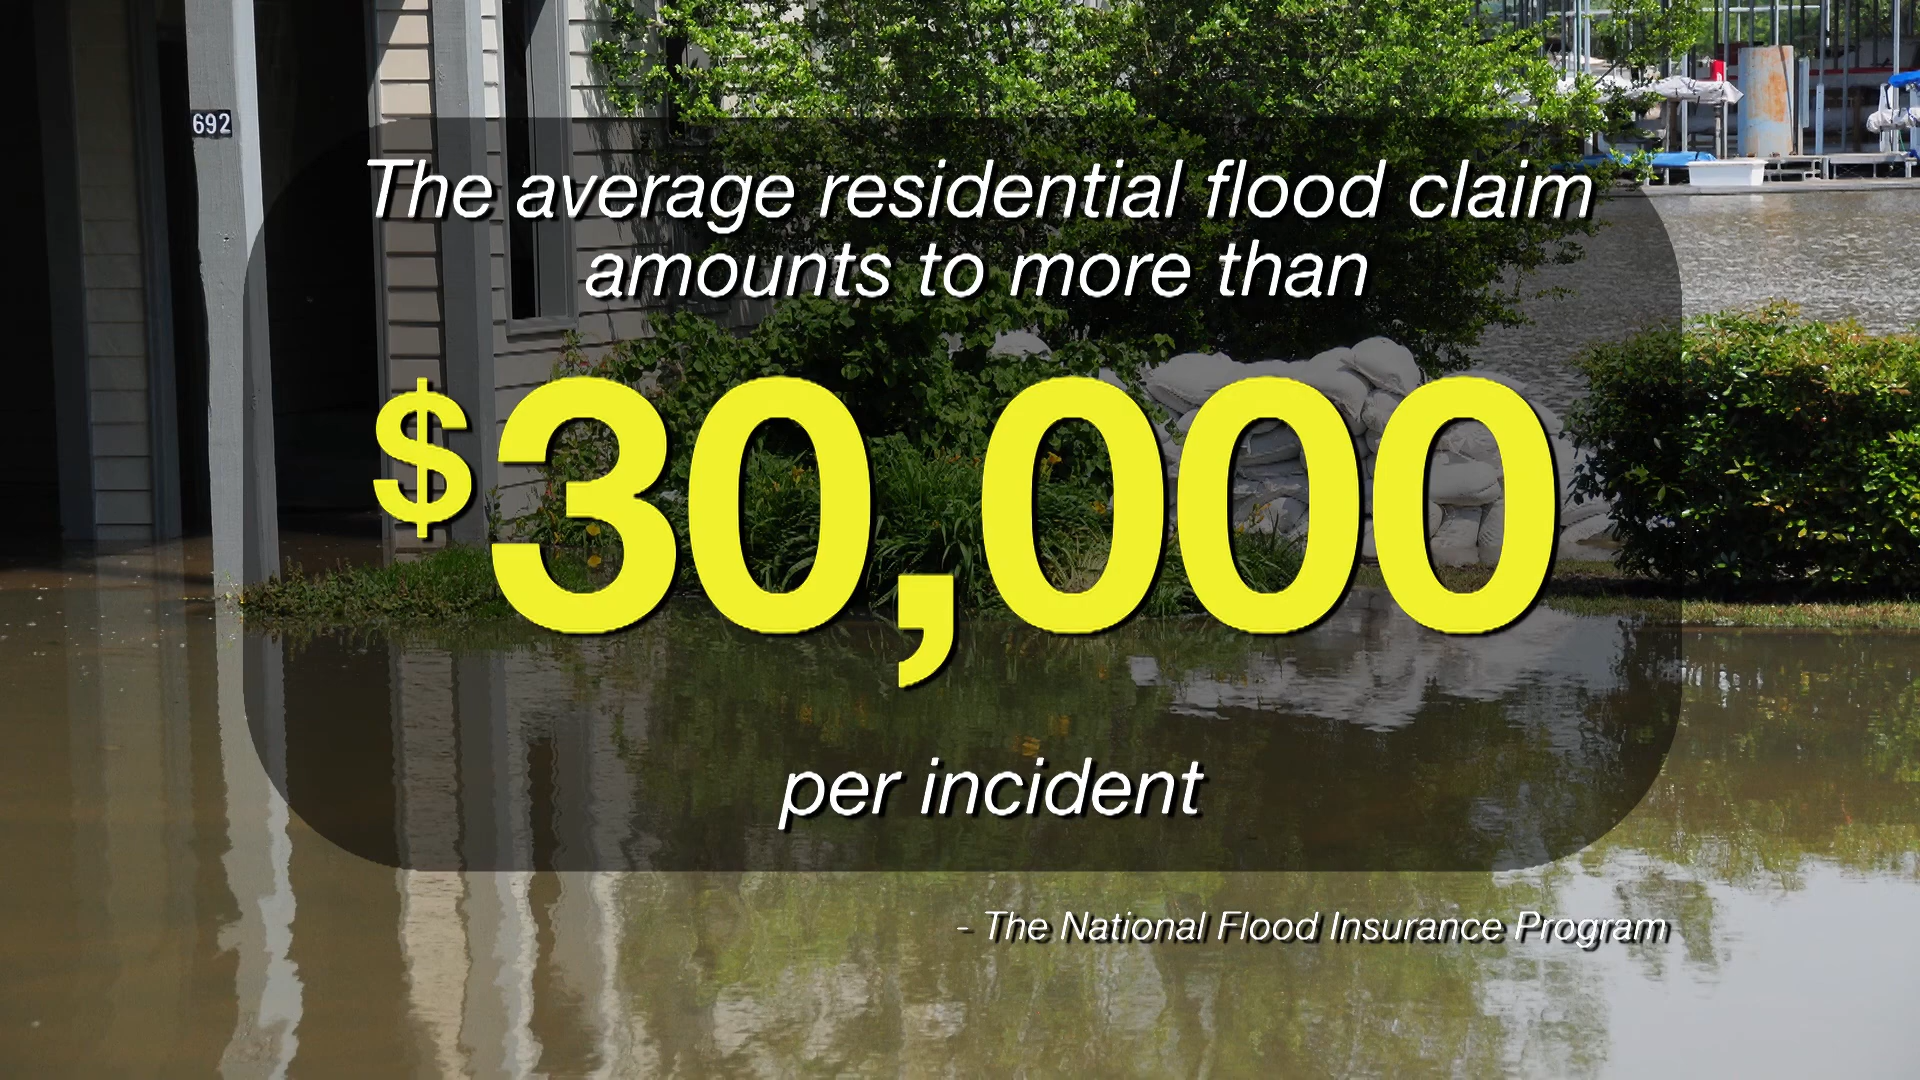 692
The average residential flood claim
amounts to more than
$30,000
per incident
- The National Flood Insurance Program